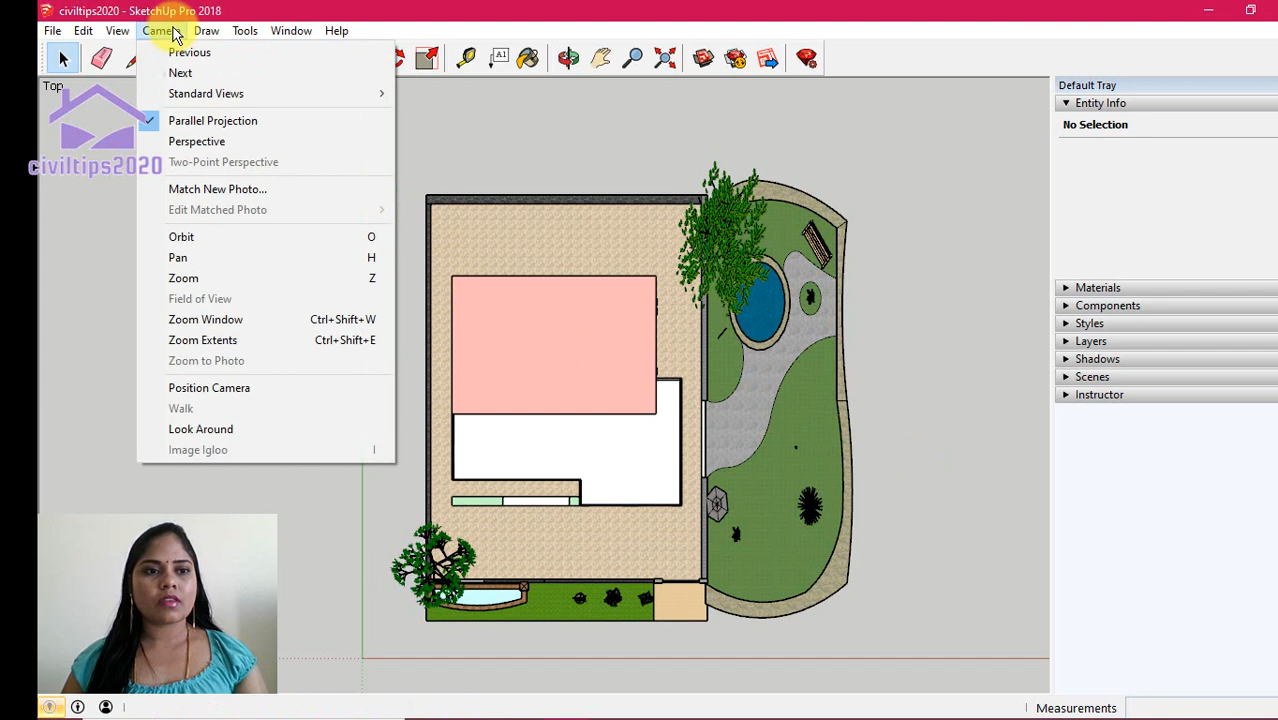 civiltips2020 - SketchUp Pro 2018
File Edit View Camera Draw Tools Window Help
Top
civiltips2020
Previous
Next
Standard Views
Parallel Projection
Perspective
Two-Point Perspective
Match New Photo...
Edit Matched Photo
Orbit O
Pan H
Zoom Z
Field of View
Zoom Window Ctrl+Shift+W
Zoom Extents Ctrl+Shift+E
Zoom to Photo
Position Camera
Walk
Look Around
Image Igloo I
A1
Default Tray
Entity Info
No Selection
Materials
Components
Styles
Layers
Shadows
Scenes
Instructor
Measurements